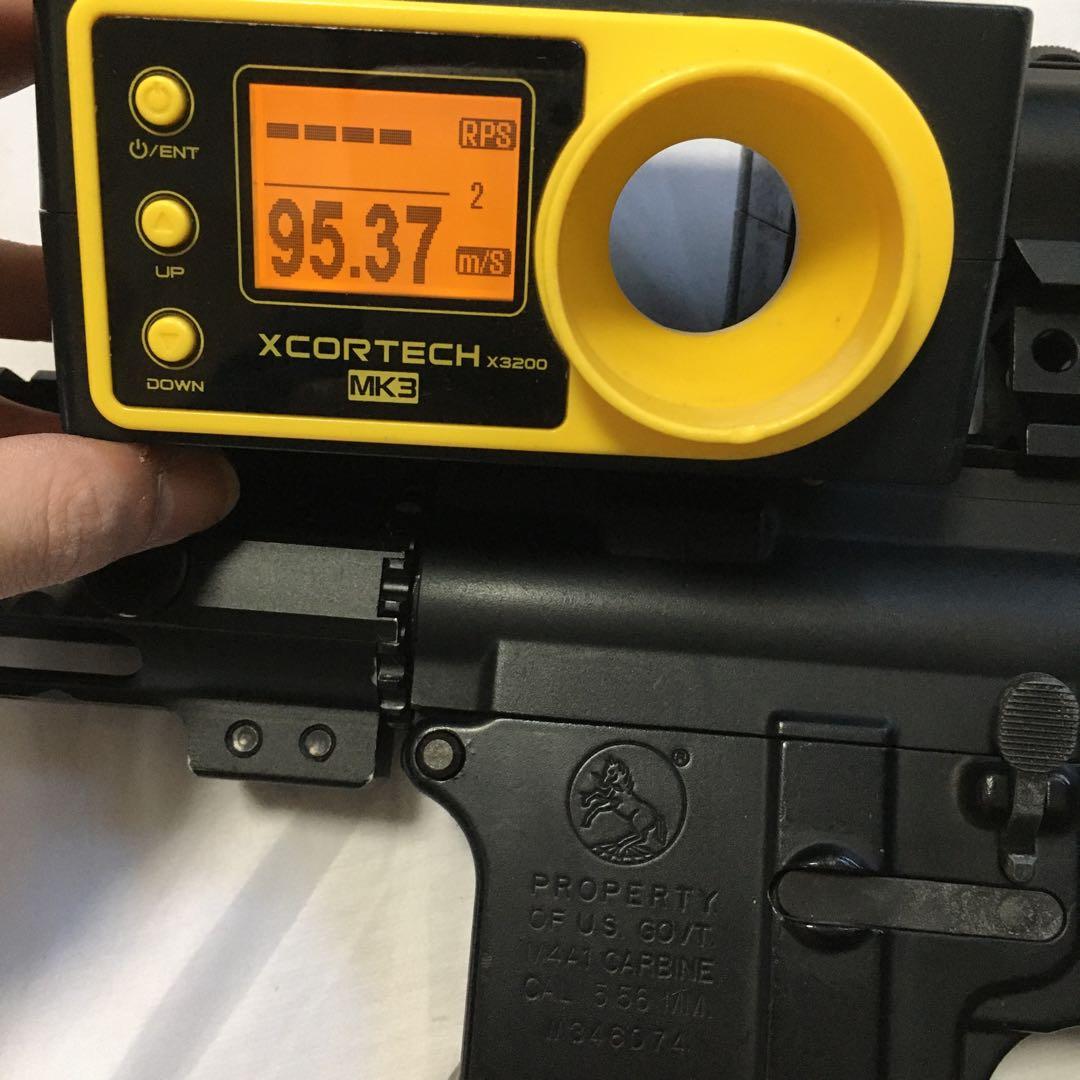 ---- RPS
2
95.37 m/S
⏻/ENT
UP
DOWN
XCORTECH X3200
MK3
®
PROPERTY
OF U.S. GOVT.
M4A1 CARBINE
CAL 5.56 MM
W346074